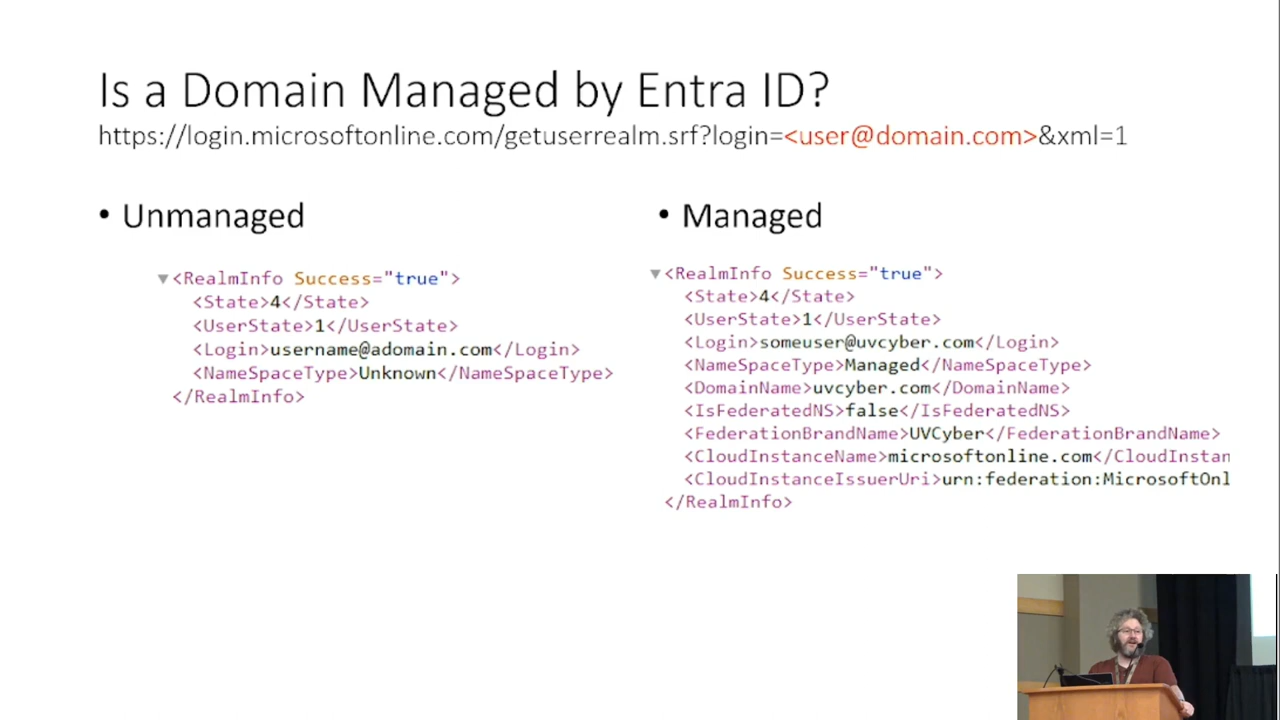 Is a Domain Managed by Entra ID?
https://login.microsoftonline.com/getuserrealm.srf?login=<user@domain.com>&xml=1
• Unmanaged
▼<RealmInfo Success="true">
<State>4</State>
<UserState>1</UserState>
<Login>username@adomain.com</Login>
<NameSpaceType>Unknown</NameSpaceType>
</RealmInfo>
• Managed
▼<RealmInfo Success="true">
<State>4</State>
<UserState>1</UserState>
<Login>someuser@uvcyber.com</Login>
<NameSpaceType>Managed</NameSpaceType>
<DomainName>uvcyber.com</DomainName>
<IsFederatedNS>false</IsFederatedNS>
<FederationBrandName>UVCyber</FederationBrandName>
<CloudInstanceName>microsoftonline.com</CloudInstan
<CloudInstanceIssuerUri>urn:federation:MicrosoftOnl
</RealmInfo>